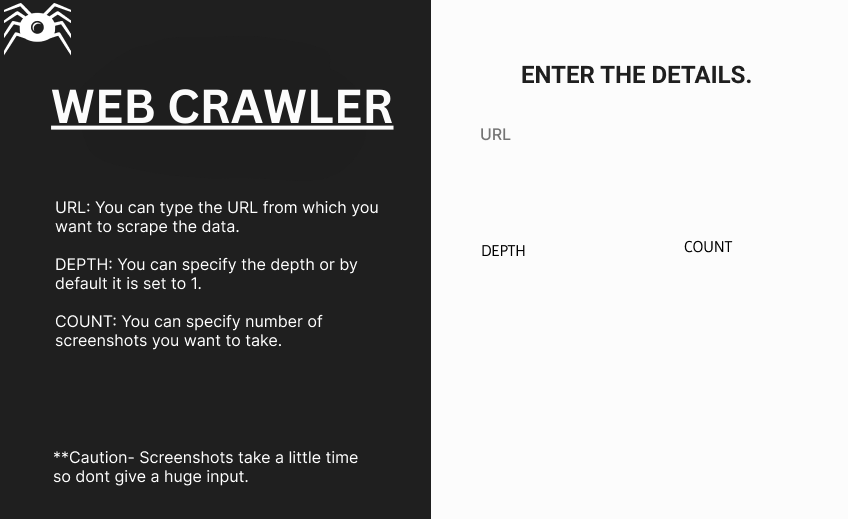 WEB CRAWLER
URL: You can type the URL from which you
want to scrape the data.
DEPTH: You can specify the depth or by
default it is set to 1.
COUNT: You can specify number of
screenshots you want to take.
**Caution- Screenshots take a little time
so dont give a huge input.
ENTER THE DETAILS.
URL
DEPTH
COUNT